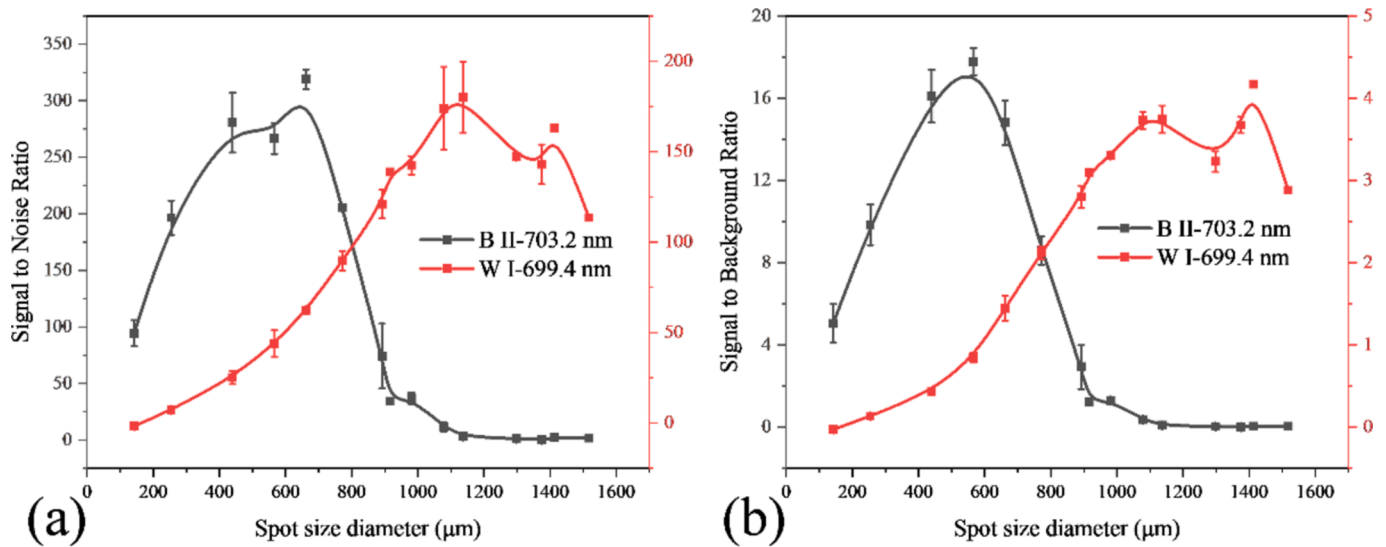 350
300
250
200
150
100
50
0
Signal to Noise Ratio
200
150
100
50
0
B II-703.2 nm
W I-699.4 nm
0 200 400 600 800 1000 1200 1400 1600
Spot size diameter (μm)
(a)
20
16
12
8
4
0
Signal to Background Ratio
5
4
3
2
1
0
B II-703.2 nm
W I-699.4 nm
0 200 400 600 800 1000 1200 1400 1600
Spot size diameter (μm)
(b)